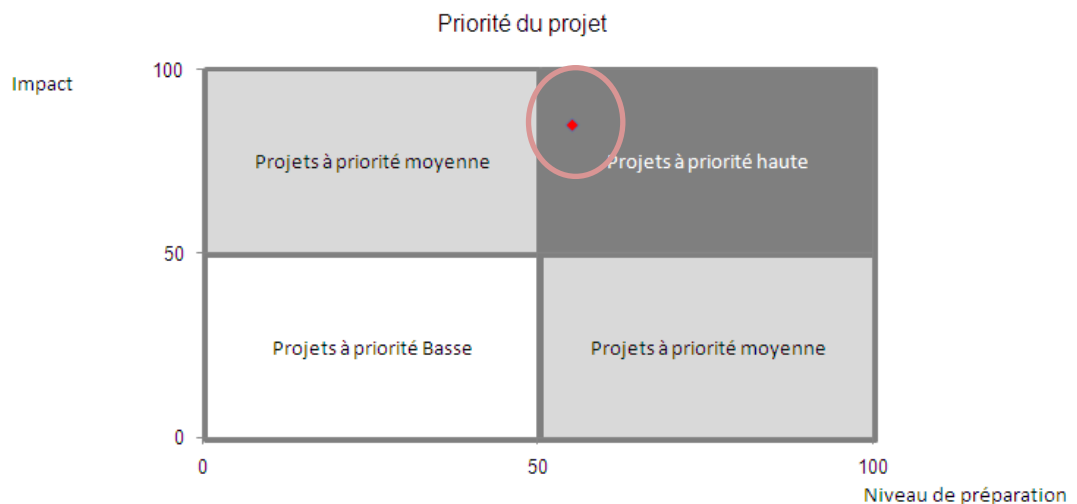 Priorité du projet
Impact
100
Projets à priorité moyenne
Projets à priorité haute
50
Projets à priorité Basse
Projets à priorité moyenne
0
0
50
100
Niveau de préparation